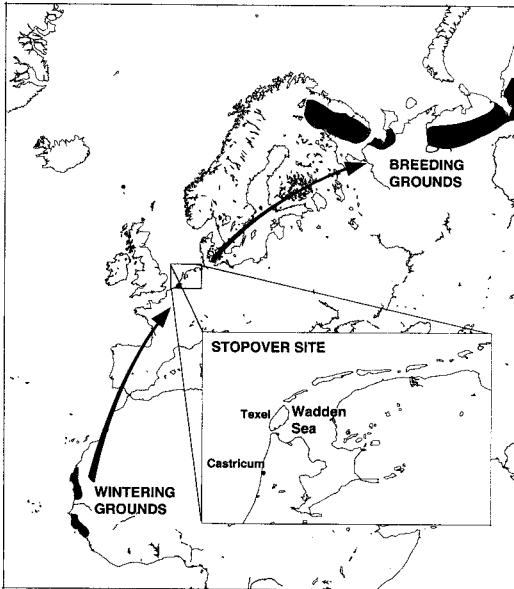 BREEDING
GROUNDS
STOPOVER SITE
Texel
Wadden
Sea
Castricum
WINTERING
GROUNDS